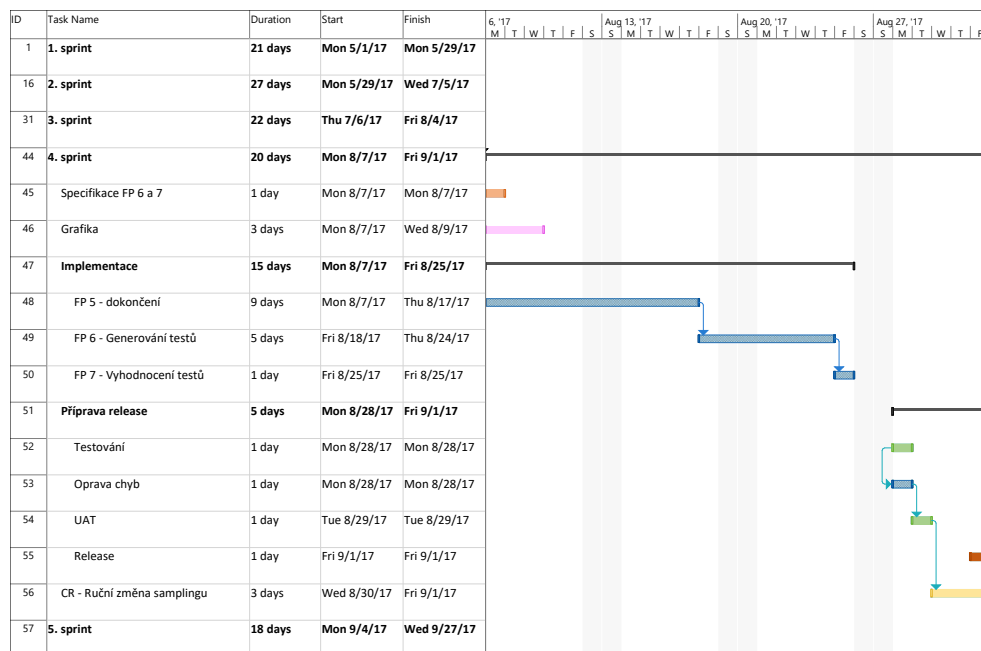 ID Task Name Duration Start Finish 6, '17 Aug 13, '17 Aug 20, '17 Aug 27, '17
M T W T F S S M T W T F S S M T W T F S S M T W T F
1 1. sprint 21 days Mon 5/1/17 Mon 5/29/17
16 2. sprint 27 days Mon 5/29/17 Wed 7/5/17
31 3. sprint 22 days Thu 7/6/17 Fri 8/4/17
44 4. sprint 20 days Mon 8/7/17 Fri 9/1/17
45 Specifikace FP 6 a 7 1 day Mon 8/7/17 Mon 8/7/17
46 Grafika 3 days Mon 8/7/17 Wed 8/9/17
47 Implementace 15 days Mon 8/7/17 Fri 8/25/17
48 FP 5 - dokončení 9 days Mon 8/7/17 Thu 8/17/17
49 FP 6 - Generování testů 5 days Fri 8/18/17 Thu 8/24/17
50 FP 7 - Vyhodnocení testů 1 day Fri 8/25/17 Fri 8/25/17
51 Příprava release 5 days Mon 8/28/17 Fri 9/1/17
52 Testování 1 day Mon 8/28/17 Mon 8/28/17
53 Oprava chyb 1 day Mon 8/28/17 Mon 8/28/17
54 UAT 1 day Tue 8/29/17 Tue 8/29/17
55 Release 1 day Fri 9/1/17 Fri 9/1/17
56 CR - Ruční změna samplingu 3 days Wed 8/30/17 Fri 9/1/17
57 5. sprint 18 days Mon 9/4/17 Wed 9/27/17